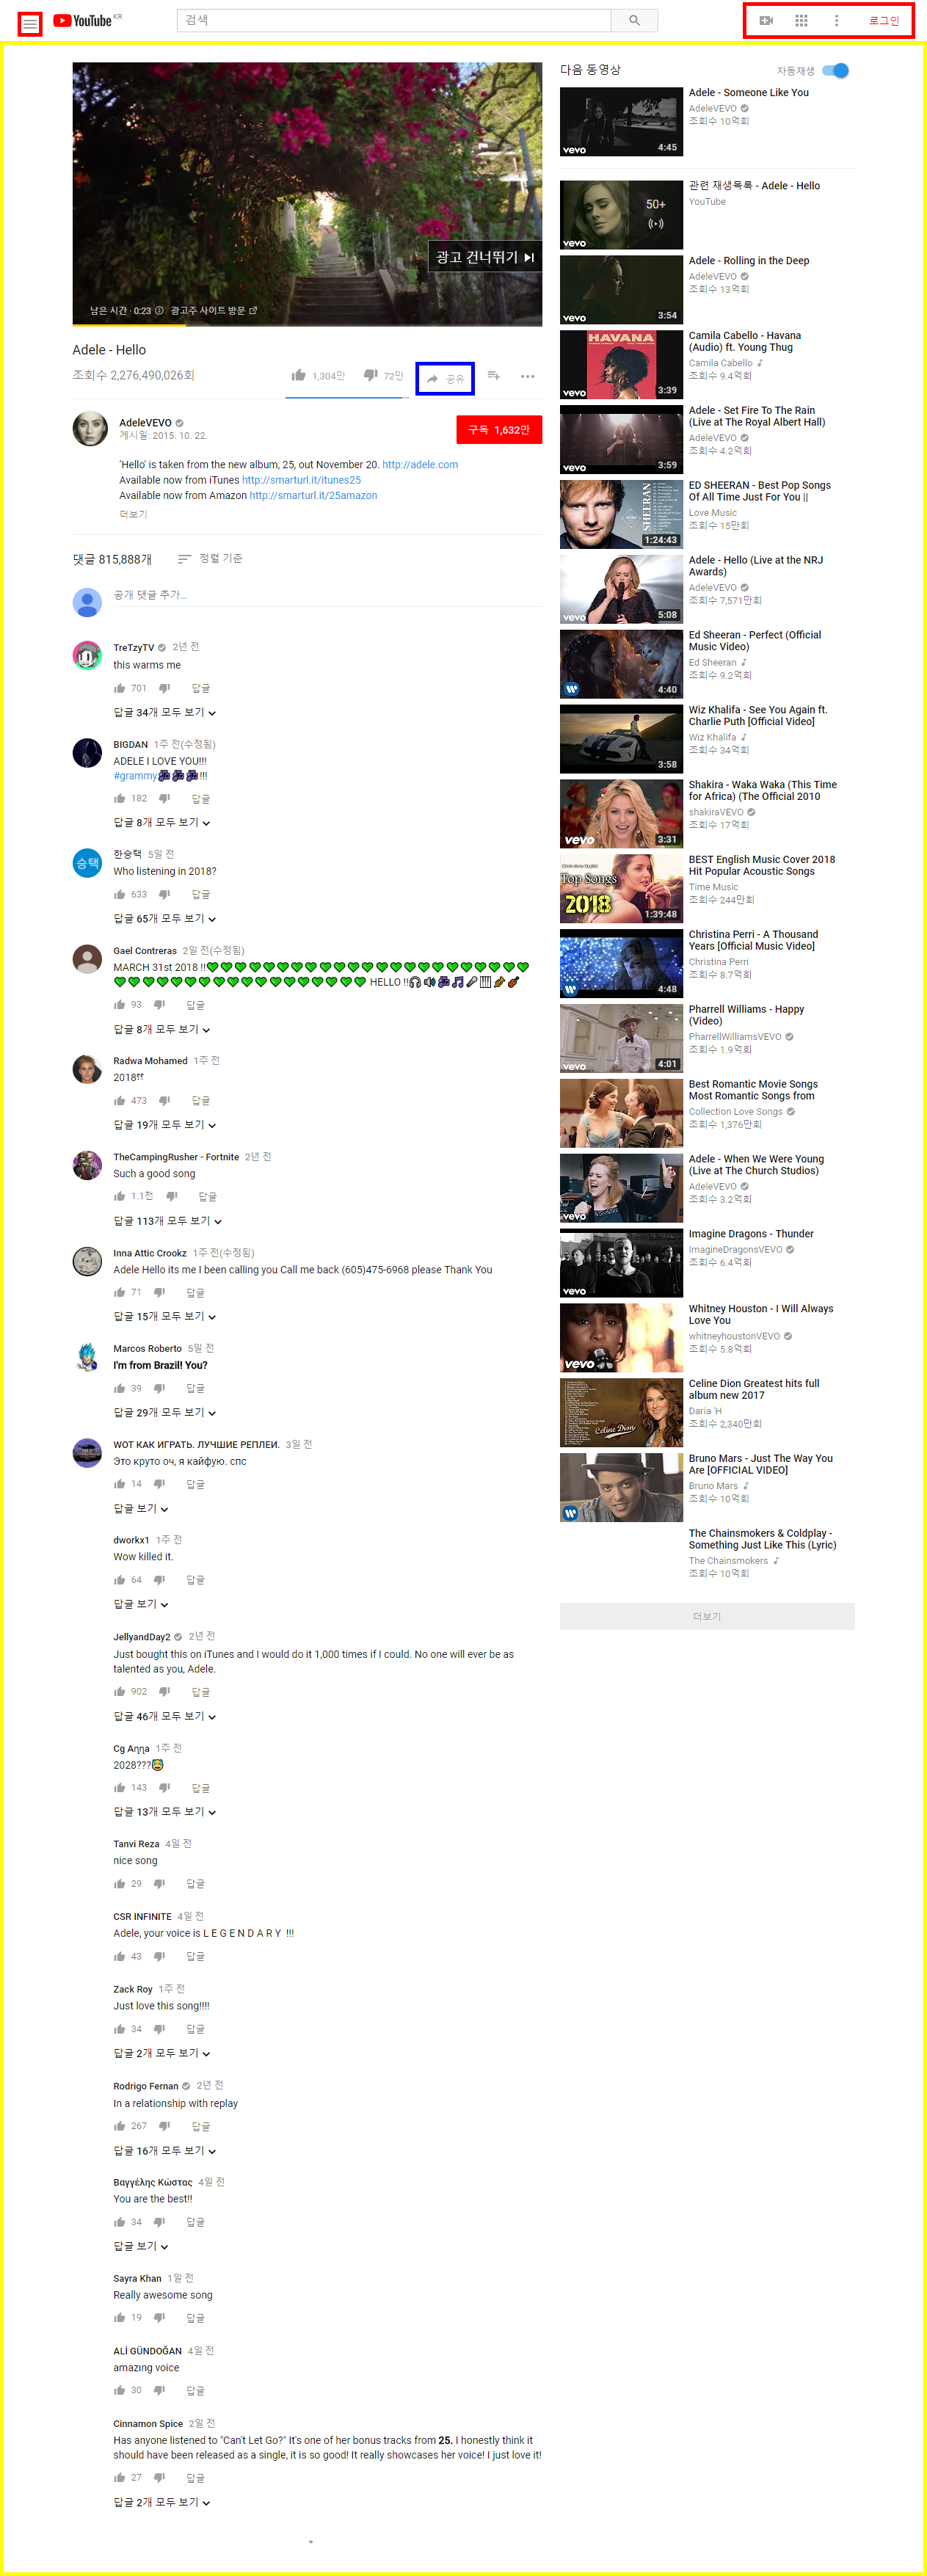 YouTube KR
검색
로그인
광고 건너뛰기
남은 시간 · 0:23 광고주 사이트 방문
Adele - Hello
조회수 2,276,490,026회
1,304만 72만 공유
AdeleVEVO
게시일: 2015. 10. 22.
구독 1,632만
'Hello' is taken from the new album, 25, out November 20. http://adele.com
Available now from iTunes http://smarturl.it/itunes25
Available now from Amazon http://smarturl.it/25amazon
더보기
댓글 815,888개 정렬 기준
공개 댓글 추가...
TreTzyTV 2년 전
this warms me
701 답글
답글 34개 모두 보기
BIGDAN 1주 전(수정됨)
ADELE I LOVE YOU!!!
#grammy🎶🎶🎶!!!
182 답글
답글 8개 모두 보기
승택
한승택 5일 전
Who listening in 2018?
633 답글
답글 65개 모두 보기
Gael Contreras 2일 전(수정됨)
MARCH 31st 2018 !!💚💚💚💚💚💚💚💚💚💚💚💚💚💚💚💚💚💚💚💚💚💚💚
💚💚💚💚💚💚💚💚💚💚💚💚💚💚💚💚💚💚 HELLO !!🎧🔊🎶🎵🎤🎹🎺🎻
93 답글
답글 8개 모두 보기
Radwa Mohamed 1주 전
2018؟؟
473 답글
답글 19개 모두 보기
TheCampingRusher - Fortnite 2년 전
Such a good song
1.1천 답글
답글 113개 모두 보기
Inna Attic Crookz 1주 전(수정됨)
Adele Hello its me I been calling you Call me back (605)475-6968 please Thank You
71 답글
답글 15개 모두 보기
Marcos Roberto 5일 전
I'm from Brazil! You?
39 답글
답글 29개 모두 보기
WOT КАК ИГРАТЬ. ЛУЧШИЕ РЕПЛЕИ. 3일 전
Это круто оч, я кайфую. спс
14 답글
답글 보기
dworkx1 1주 전
Wow killed it.
64 답글
답글 보기
JellyandDay2 2년 전
Just bought this on iTunes and I would do it 1,000 times if I could. No one will ever be as
talented as you, Adele.
902 답글
답글 46개 모두 보기
Cg Aηηa 1주 전
2028???😨
143 답글
답글 13개 모두 보기
Tanvi Reza 4일 전
nice song
29 답글
CSR INFINITE 4일 전
Adele, your voice is L E G E N D A R Y !!!
43 답글
Zack Roy 1주 전
Just love this song!!!!
34 답글
답글 2개 모두 보기
Rodrigo Fernan 2년 전
In a relationship with replay
267 답글
답글 16개 모두 보기
Βαγγέλης Κώστας 4일 전
You are the best!!
34 답글
답글 보기
Sayra Khan 1일 전
Really awesome song
19 답글
ALİ GÜNDOĞAN 4일 전
amazıng voice
30 답글
Cinnamon Spice 2일 전
Has anyone listened to "Can't Let Go?" It's one of her bonus tracks from 25. I honestly think it
should have been released as a single, it is so good! It really showcases her voice! I just love it!
27 답글
답글 2개 모두 보기
다음 동영상 자동재생
vevo 4:45
Adele - Someone Like You
AdeleVEVO
조회수 10억회
vevo 50+
관련 재생목록 - Adele - Hello
YouTube
vevo 3:54
Adele - Rolling in the Deep
AdeleVEVO
조회수 13억회
HAVANA
3:39
Camila Cabello - Havana
(Audio) ft. Young Thug
Camila Cabello
조회수 9.4억회
vevo 3:59
Adele - Set Fire To The Rain
(Live at The Royal Albert Hall)
AdeleVEVO
조회수 4.2억회
SHEERAN
1:24:43
ED SHEERAN - Best Pop Songs
Of All Time Just For You ||
Love Music
조회수 15만회
vevo 5:08
Adele - Hello (Live at the NRJ
Awards)
AdeleVEVO
조회수 7,571만회
4:40
Ed Sheeran - Perfect (Official
Music Video)
Ed Sheeran
조회수 9.2억회
3:58
Wiz Khalifa - See You Again ft.
Charlie Puth [Official Video]
Wiz Khalifa
조회수 34억회
vevo 3:31
Shakira - Waka Waka (This Time
for Africa) (The Official 2010
shakiraVEVO
조회수 17억회
Top Songs
2018
1:39:48
BEST English Music Cover 2018
Hit Popular Acoustic Songs
Time Music
조회수 244만회
4:48
Christina Perri - A Thousand
Years [Official Music Video]
Christina Perri
조회수 8.7억회
vevo 4:01
Pharrell Williams - Happy
(Video)
PharrellWilliamsVEVO
조회수 1.9억회
Best Romantic Movie Songs
Most Romantic Songs from
Collection Love Songs
조회수 1,376만회
vevo
Adele - When We Were Young
(Live at The Church Studios)
AdeleVEVO
조회수 3.2억회
vevo
Imagine Dragons - Thunder
ImagineDragonsVEVO
조회수 6.4억회
vevo
Whitney Houston - I Will Always
Love You
whitneyhoustonVEVO
조회수 5.8억회
Celine Dion
Celine Dion Greatest hits full
album new 2017
Daria 'H
조회수 2,340만회
Bruno Mars - Just The Way You
Are [OFFICIAL VIDEO]
Bruno Mars
조회수 10억회
The Chainsmokers & Coldplay -
Something Just Like This (Lyric)
The Chainsmokers
조회수 10억회
더보기